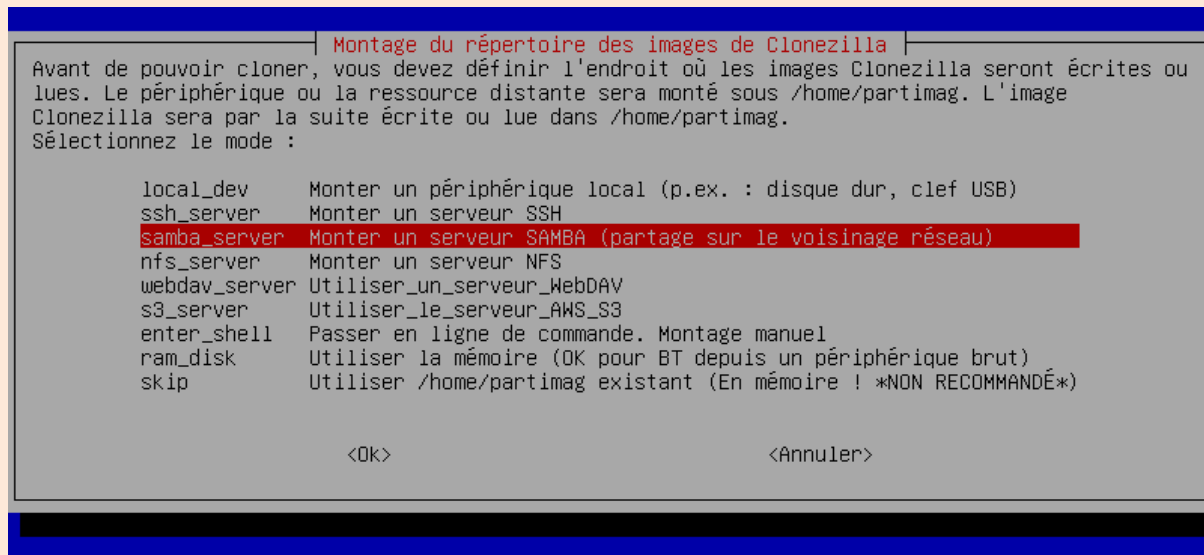 Montage du répertoire des images de Clonezilla
Avant de pouvoir cloner, vous devez définir l'endroit où les images Clonezilla seront écrites ou
lues. Le périphérique ou la ressource distante sera monté sous /home/partimag. L'image
Clonezilla sera par la suite écrite ou lue dans /home/partimag.
Sélectionnez le mode :
local_dev Monter un périphérique local (p.ex. : disque dur, clef USB)
ssh_server Monter un serveur SSH
samba_server Monter un serveur SAMBA (partage sur le voisinage réseau)
nfs_server Monter un serveur NFS
webdav_server Utiliser_un_serveur_WebDAV
s3_server Utiliser_le_serveur_AWS_S3
enter_shell Passer en ligne de commande. Montage manuel
ram_disk Utiliser la mémoire (OK pour BT depuis un périphérique brut)
skip Utiliser /home/partimag existant (En mémoire ! *NON RECOMMANDÉ*)
<Ok> <Annuler>